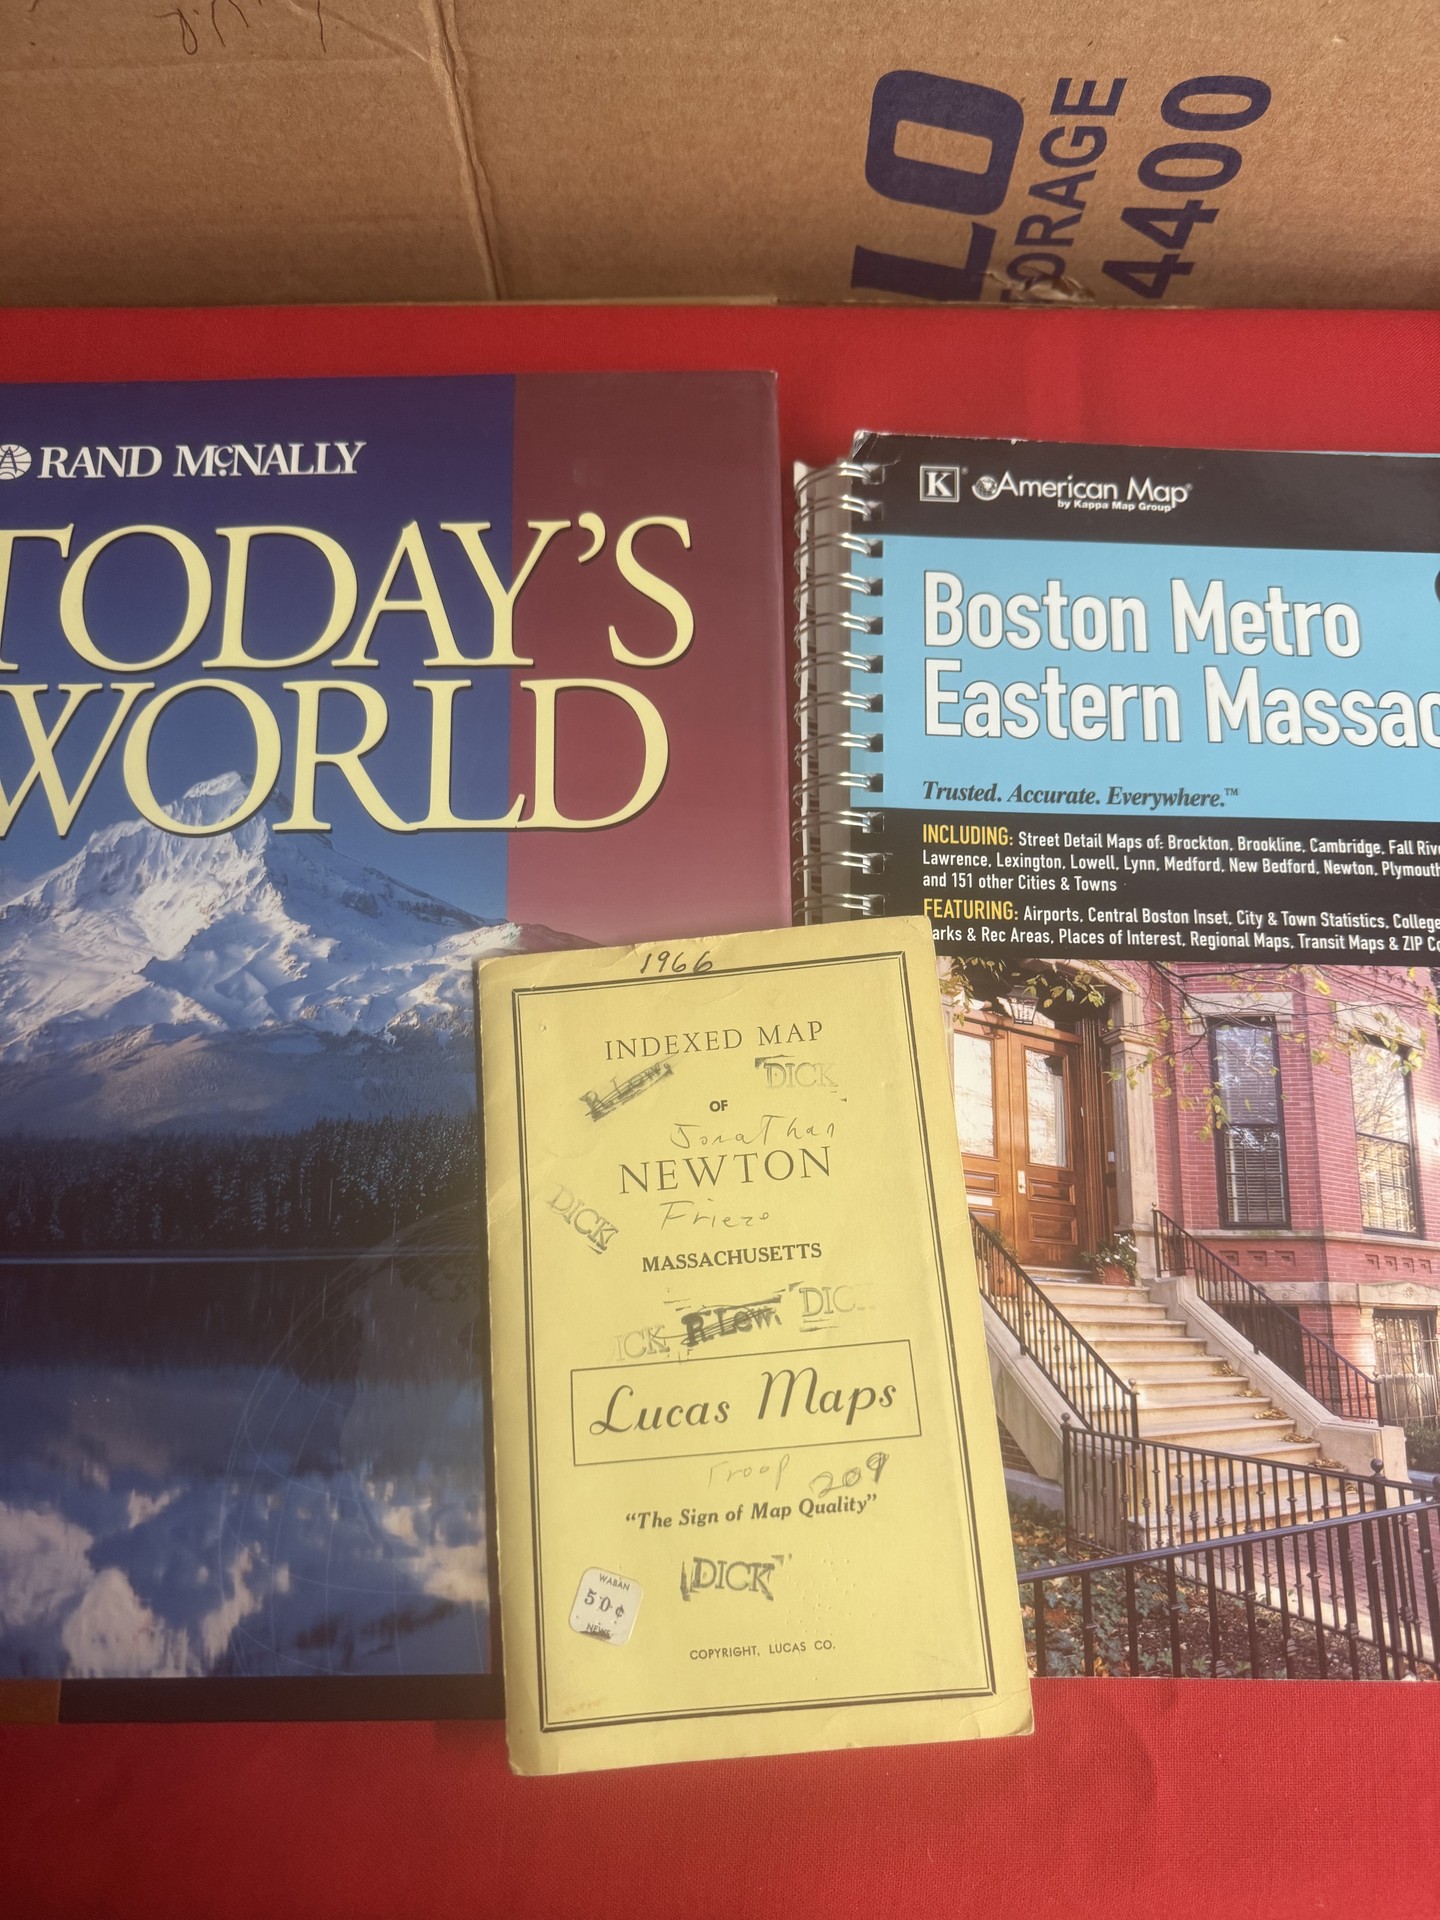 LO
ORAGE
4400
RAND McNALLY
TODAY'S
WORLD
K American Map
by Kappa Map Group
Boston Metro
Eastern Massac
Trusted. Accurate. Everywhere.™
INCLUDING: Street Detail Maps of: Brockton, Brookline, Cambridge, Fall Rive
Lawrence, Lexington, Lowell, Lynn, Medford, New Bedford, Newton, Plymouth
and 151 other Cities & Towns
FEATURING: Airports, Central Boston Inset, City & Town Statistics, College
arks & Rec Areas, Places of Interest, Regional Maps, Transit Maps & ZIP Co
1966
INDEXED MAP
R.Lew. DICK
OF
Jonathan
NEWTON
DICK
MASSACHUSETTS
ICK R.Lew. DIC
Lucas Maps
Troop 209
"The Sign of Map Quality"
DICK
WABAN
50¢
NEWS
COPYRIGHT, LUCAS CO.